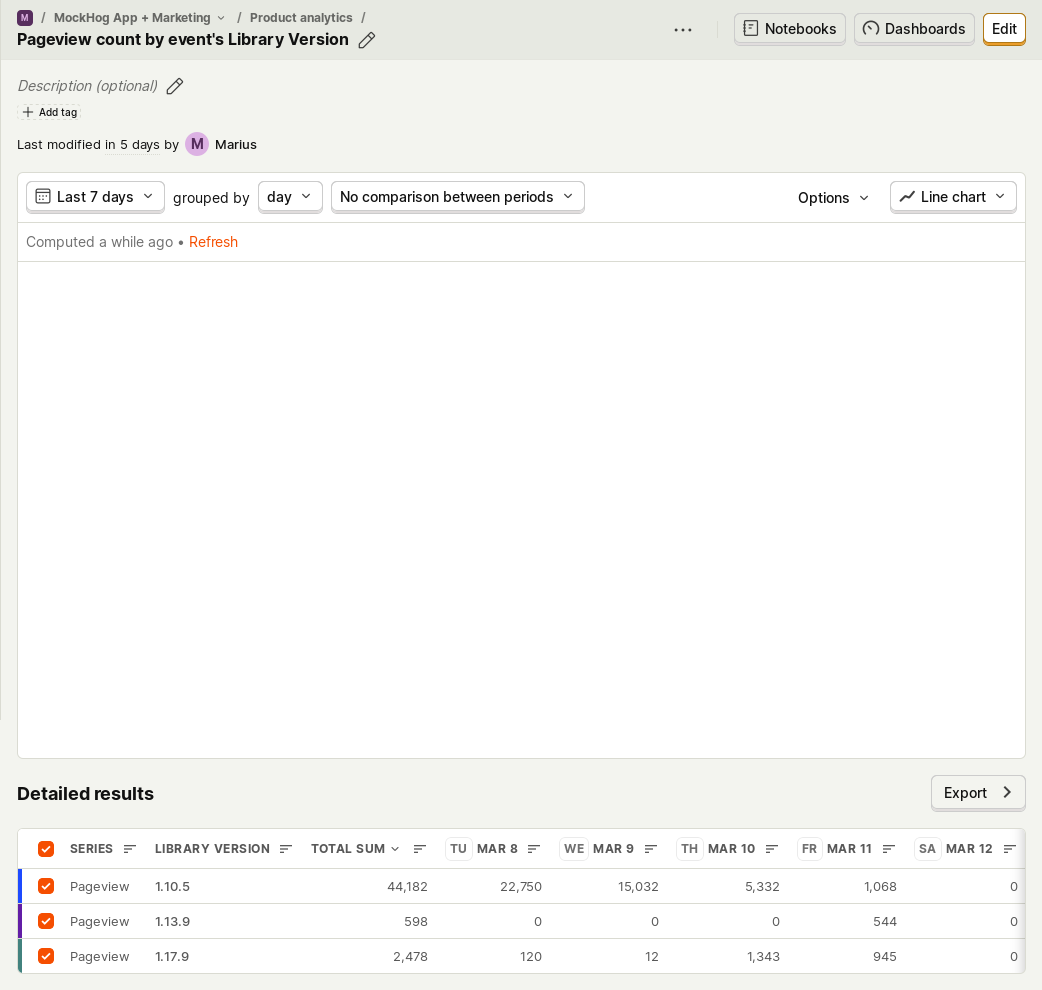 M / MockHog App + Marketing / Product analytics /
Pageview count by event's Library Version
Notebooks Dashboards Edit
Description (optional)
Add tag
Last modified in 5 days by M Marius
Last 7 days grouped by day No comparison between periods Options Line chart
Computed a while ago • Refresh
Detailed results
Export
SERIES LIBRARY VERSION TOTAL SUM TU MAR 8 WE MAR 9 TH MAR 10 FR MAR 11 SA MAR 12
Pageview 1.10.5 44,182 22,750 15,032 5,332 1,068 0
Pageview 1.13.9 598 0 0 0 544 0
Pageview 1.17.9 2,478 120 12 1,343 945 0